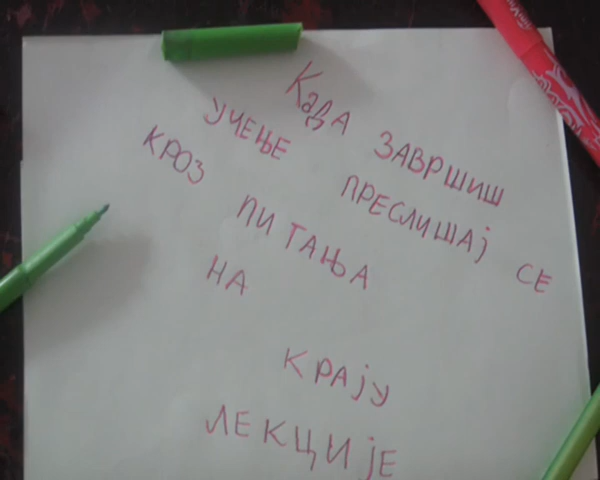 Када ЗАВРШИШ
УЧЕЊЕ ПРЕСЛИШАЈ СЕ
КРОЗ ПИТАЊА
НА
КРАЈУ
ЛЕКЦИЈЕ